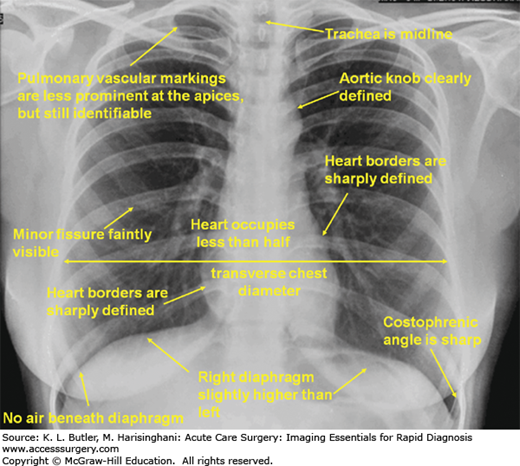 Trachea is midline
Pulmonary vascular markings
are less prominent at the apices,
but still identifiable
Aortic knob clearly
defined
Heart borders are
sharply defined
Minor fissure faintly
visible
Heart occupies
less than half
transverse chest
diameter
Heart borders are
sharply defined
Costophrenic
angle is sharp
Right diaphragm
slightly higher than
left
No air beneath diaphragm
Source: K. L. Butler, M. Harisinghani: Acute Care Surgery: Imaging Essentials for Rapid Diagnosis
www.accesssurgery.com
Copyright © McGraw-Hill Education.  All rights reserved.